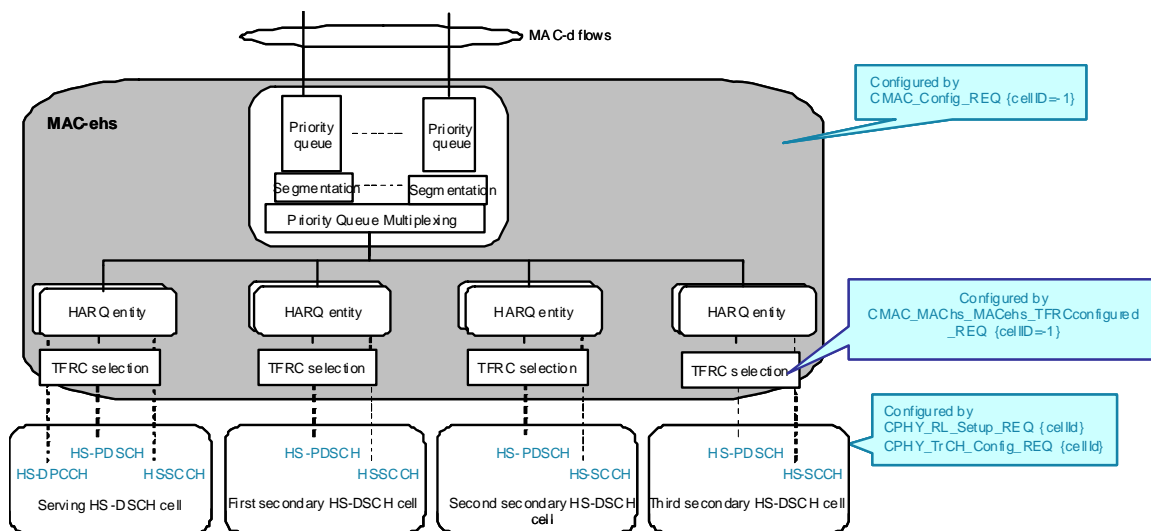 MAC-d flows
Configured by
CMAC_Config_REQ {cellID=-1}
MAC-ehs
Priority
queue
Priority
queue
Segmentation
Segmentation
Priority Queue Multiplexing
HARQ entity
HARQ entity
HARQ entity
HARQ entity
Configured by
CMAC_MAChs_MACehs_TFRCconfigured
_REQ {cellID=-1}
TFRC selection
TFRC selection
TFRC selection
TFRC selection
Configured by
CPHY_RL_Setup_REQ {cellId}
CPHY_TrCH_Config_REQ {cellId}
HS-PDSCH
HS-DPCCH
HSSCCH
Serving HS-DSCH cell
HS-PDSCH
HSSCCH
First secondary HS-DSCH cell
HS-PDSCH
HS-SCCH
Second secondary HS-DSCH
cell
HS-PDSCH
HS-SCCH
Third secondary HS-DSCH cell